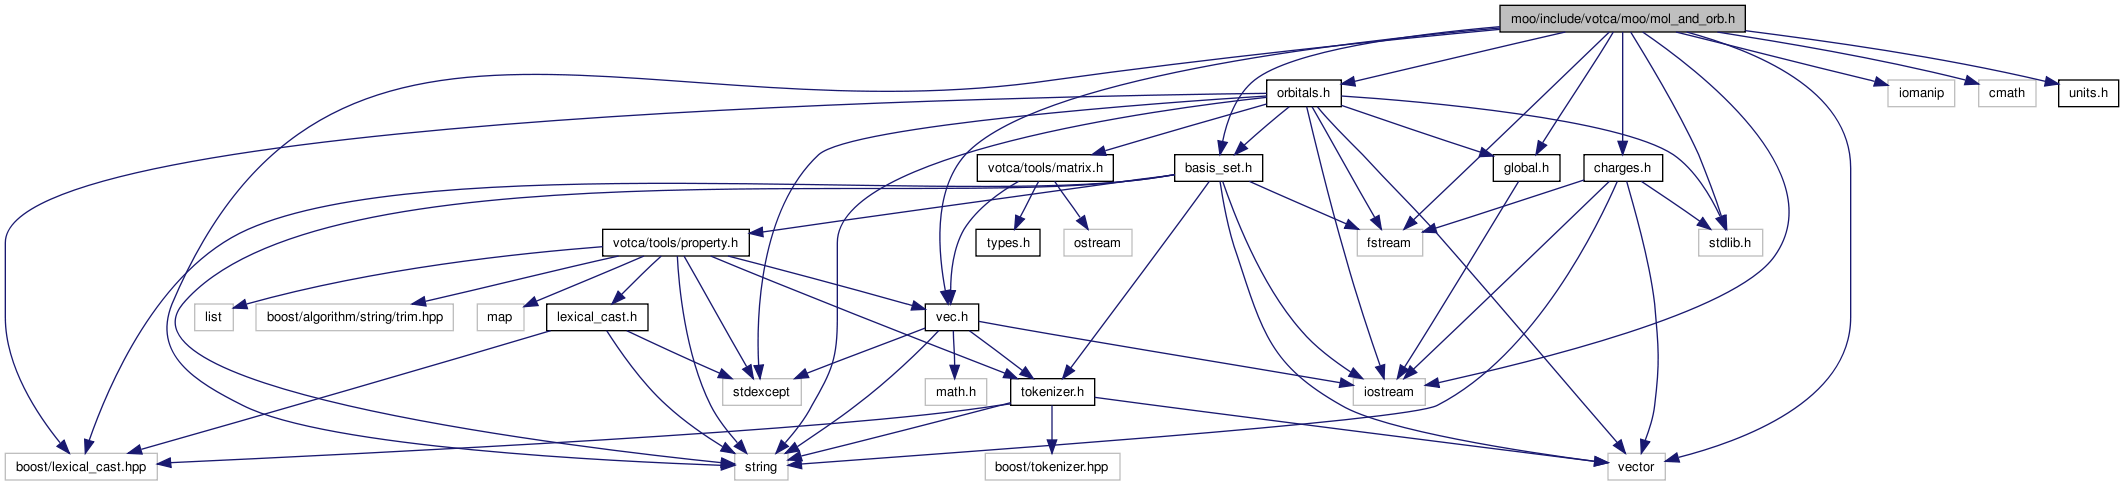 moo/include/votca/moo/mol_and_orb.h
orbitals.h
iomanip
cmath
units.h
votca/tools/matrix.h
basis_set.h
global.h
charges.h
votca/tools/property.h
types.h
ostream
fstream
stdlib.h
list
boost/algorithm/string/trim.hpp
map
lexical_cast.h
vec.h
stdexcept
math.h
tokenizer.h
iostream
boost/lexical_cast.hpp
string
boost/tokenizer.hpp
vector